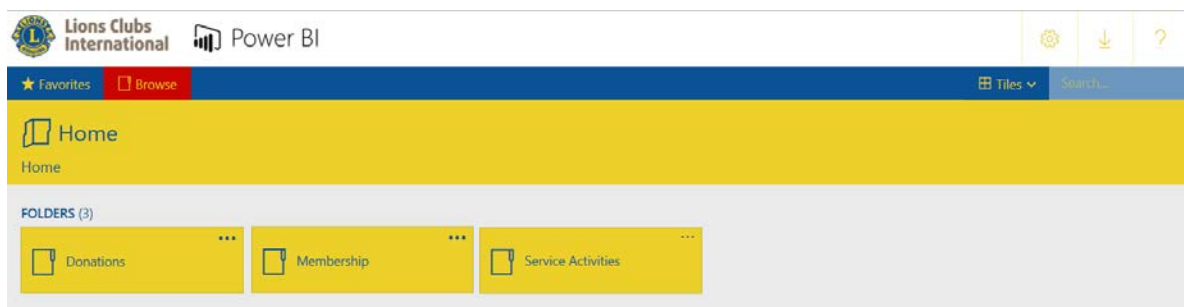 Lions Clubs
International
Power BI
?
Favorites
Browse
Tiles
Search...
Home
Home
FOLDERS (3)
Donations
Membership
Service Activities